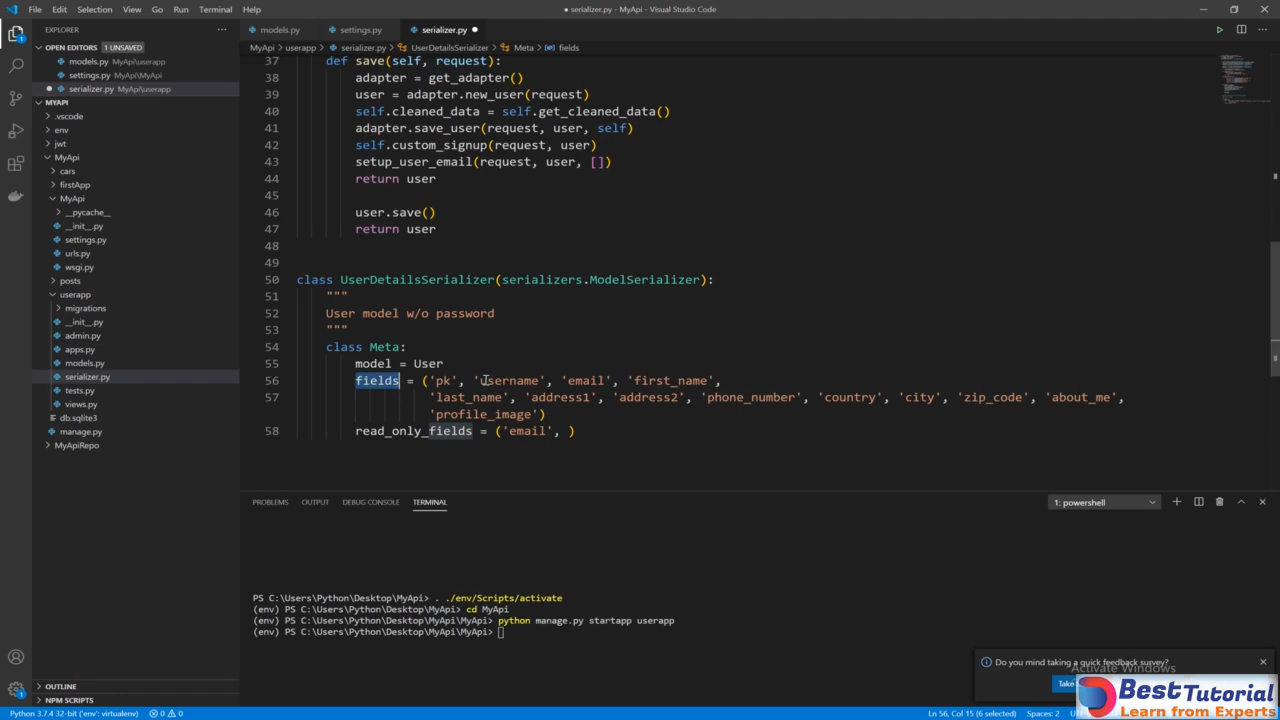 File Edit Selection View Go Run Terminal Help
● serializer.py - MyApi - Visual Studio Code
EXPLORER
models.py settings.py serializer.py
OPEN EDITORS 1 UNSAVED
MyApi > userapp > serializer.py > UserDetailsSerializer > Meta > fields
models.py MyApi\userapp
settings.py MyApi\MyApi
serializer.py MyApi\userapp
MYAPI
.vscode
env
jwt
MyApi
cars
firstApp
MyApi
__pycache__
__init__.py
settings.py
urls.py
wsgi.py
posts
userapp
migrations
__init__.py
admin.py
apps.py
models.py
serializer.py
tests.py
views.py
db.sqlite3
manage.py
MyApiRepo
OUTLINE
NPM SCRIPTS
37 def save(self, request):
38 adapter = get_adapter()
39 user = adapter.new_user(request)
40 self.cleaned_data = self.get_cleaned_data()
41 adapter.save_user(request, user, self)
42 self.custom_signup(request, user)
43 setup_user_email(request, user, [])
44 return user
45
46 user.save()
47 return user
48
49
50 class UserDetailsSerializer(serializers.ModelSerializer):
51 """
52 User model w/o password
53 """
54 class Meta:
55 model = User
56 fields = ('pk', 'username', 'email', 'first_name',
57 'last_name', 'address1', 'address2', 'phone_number', 'country', 'city', 'zip_code', 'about_me',
'profile_image')
58 read_only_fields = ('email', )
PROBLEMS OUTPUT DEBUG CONSOLE TERMINAL
1: powershell
PS C:\Users\Python\Desktop\MyApi> . ./env/Scripts/activate
(env) PS C:\Users\Python\Desktop\MyApi> cd MyApi
(env) PS C:\Users\Python\Desktop\MyApi\MyApi> python manage.py startapp userapp
(env) PS C:\Users\Python\Desktop\MyApi\MyApi>
Do you mind taking a quick feedback survey?
Activate Windows
Take
BestTutorial
Learn from Experts
Python 3.7.4 32-bit ('env': virtualenv) 0 0
Ln 56, Col 15 (6 selected) Spaces: 2